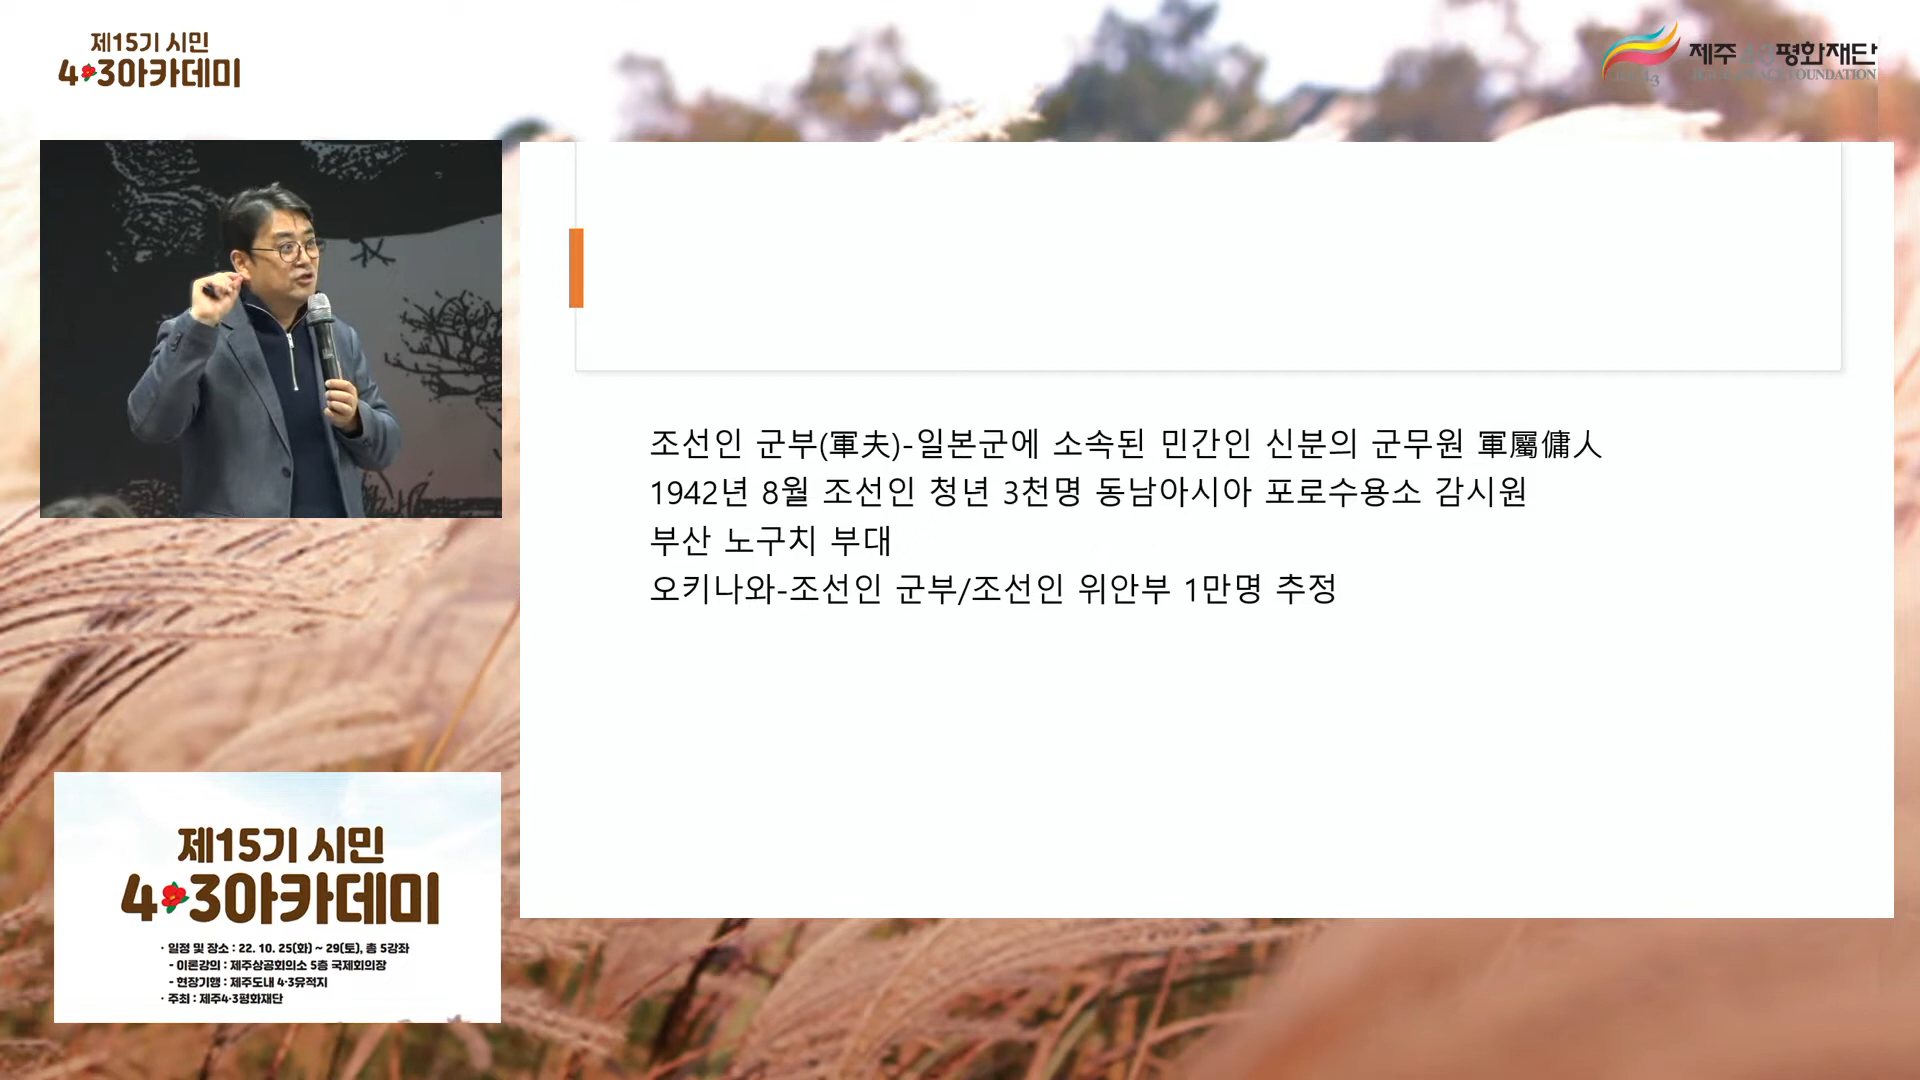 제15기 시민
4·3아카데미
제주4·3평화재단
조선인 군부(軍夫)-일본군에 소속된 민간인 신분의 군무원 軍屬傭人
1942년 8월 조선인 청년 3천명 동남아시아 포로수용소 감시원
부산 노구치 부대
오키나와-조선인 군부/조선인 위안부 1만명 추정
제15기 시민
4·3아카데미
· 일정 및 장소 : 22. 10. 25(화) ~ 29(토), 총 5강좌
- 이론강의 : 제주상공회의소 5층 국제회의장
- 현장기행 : 제주도내 4·3유적지
· 주최 : 제주4·3평화재단